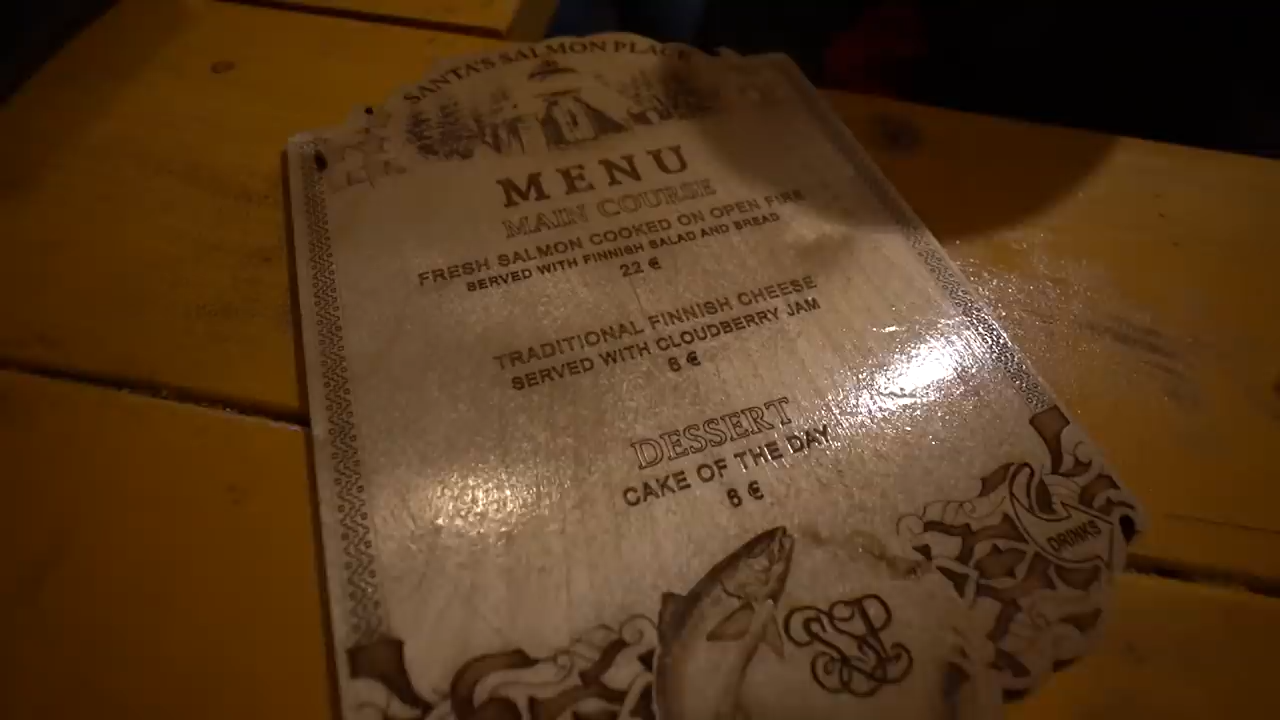 SANTA'S SALMON PLACE
MENU
MAIN COURSE
FRESH SALMON COOKED ON OPEN FIRE
SERVED WITH FINNISH SALAD AND BREAD
22 €
TRADITIONAL FINNISH CHEESE
SERVED WITH CLOUDBERRY JAM
6 €
DESSERT
CAKE OF THE DAY
6 €
DRINKS
SSP